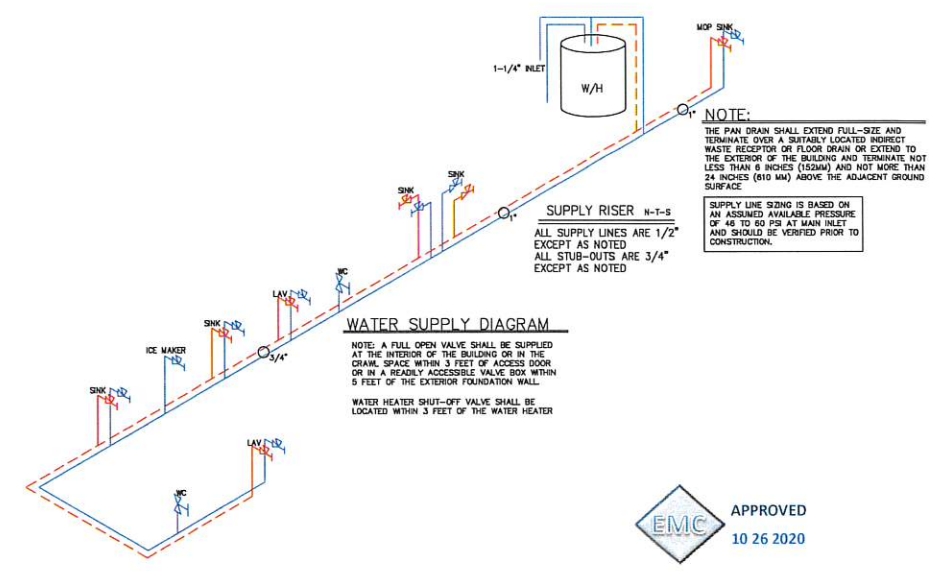 MOP SINK
1-1/4" INLET
W/H
1"
NOTE:
THE PAN DRAIN SHALL EXTEND FULL-SIZE AND
TERMINATE OVER A SUITABLY LOCATED INDIRECT
WASTE RECEPTOR OR FLOOR DRAIN OR EXTEND TO
THE EXTERIOR OF THE BUILDING AND TERMINATE NOT
LESS THAN 6 INCHES (152MM) AND NOT MORE THAN
24 INCHES (610 MM) ABOVE THE ADJACENT GROUND
SURFACE
SUPPLY LINE SIZING IS BASED ON
AN ASSUMED AVAILABLE PRESSURE
OF 46 TO 60 PSI AT MAIN INLET
AND SHOULD BE VERIFIED PRIOR TO
CONSTRUCTION.
SINK
SINK
1"
SUPPLY RISER N-T-S
ALL SUPPLY LINES ARE 1/2"
EXCEPT AS NOTED
ALL STUB-OUTS ARE 3/4"
EXCEPT AS NOTED
WC
LAV
SINK
ICE MAKER
3/4"
SINK
WATER SUPPLY DIAGRAM
NOTE: A FULL OPEN VALVE SHALL BE SUPPLIED
AT THE INTERIOR OF THE BUILDING OR IN THE
CRAWL SPACE WITHIN 3 FEET OF ACCESS DOOR
OR IN A READILY ACCESSIBLE VALVE BOX WITHIN
5 FEET OF THE EXTERIOR FOUNDATION WALL.
WATER HEATER SHUT-OFF VALVE SHALL BE
LOCATED WITHIN 3 FEET OF THE WATER HEATER
LAV
WC
EMC
APPROVED
10 26 2020